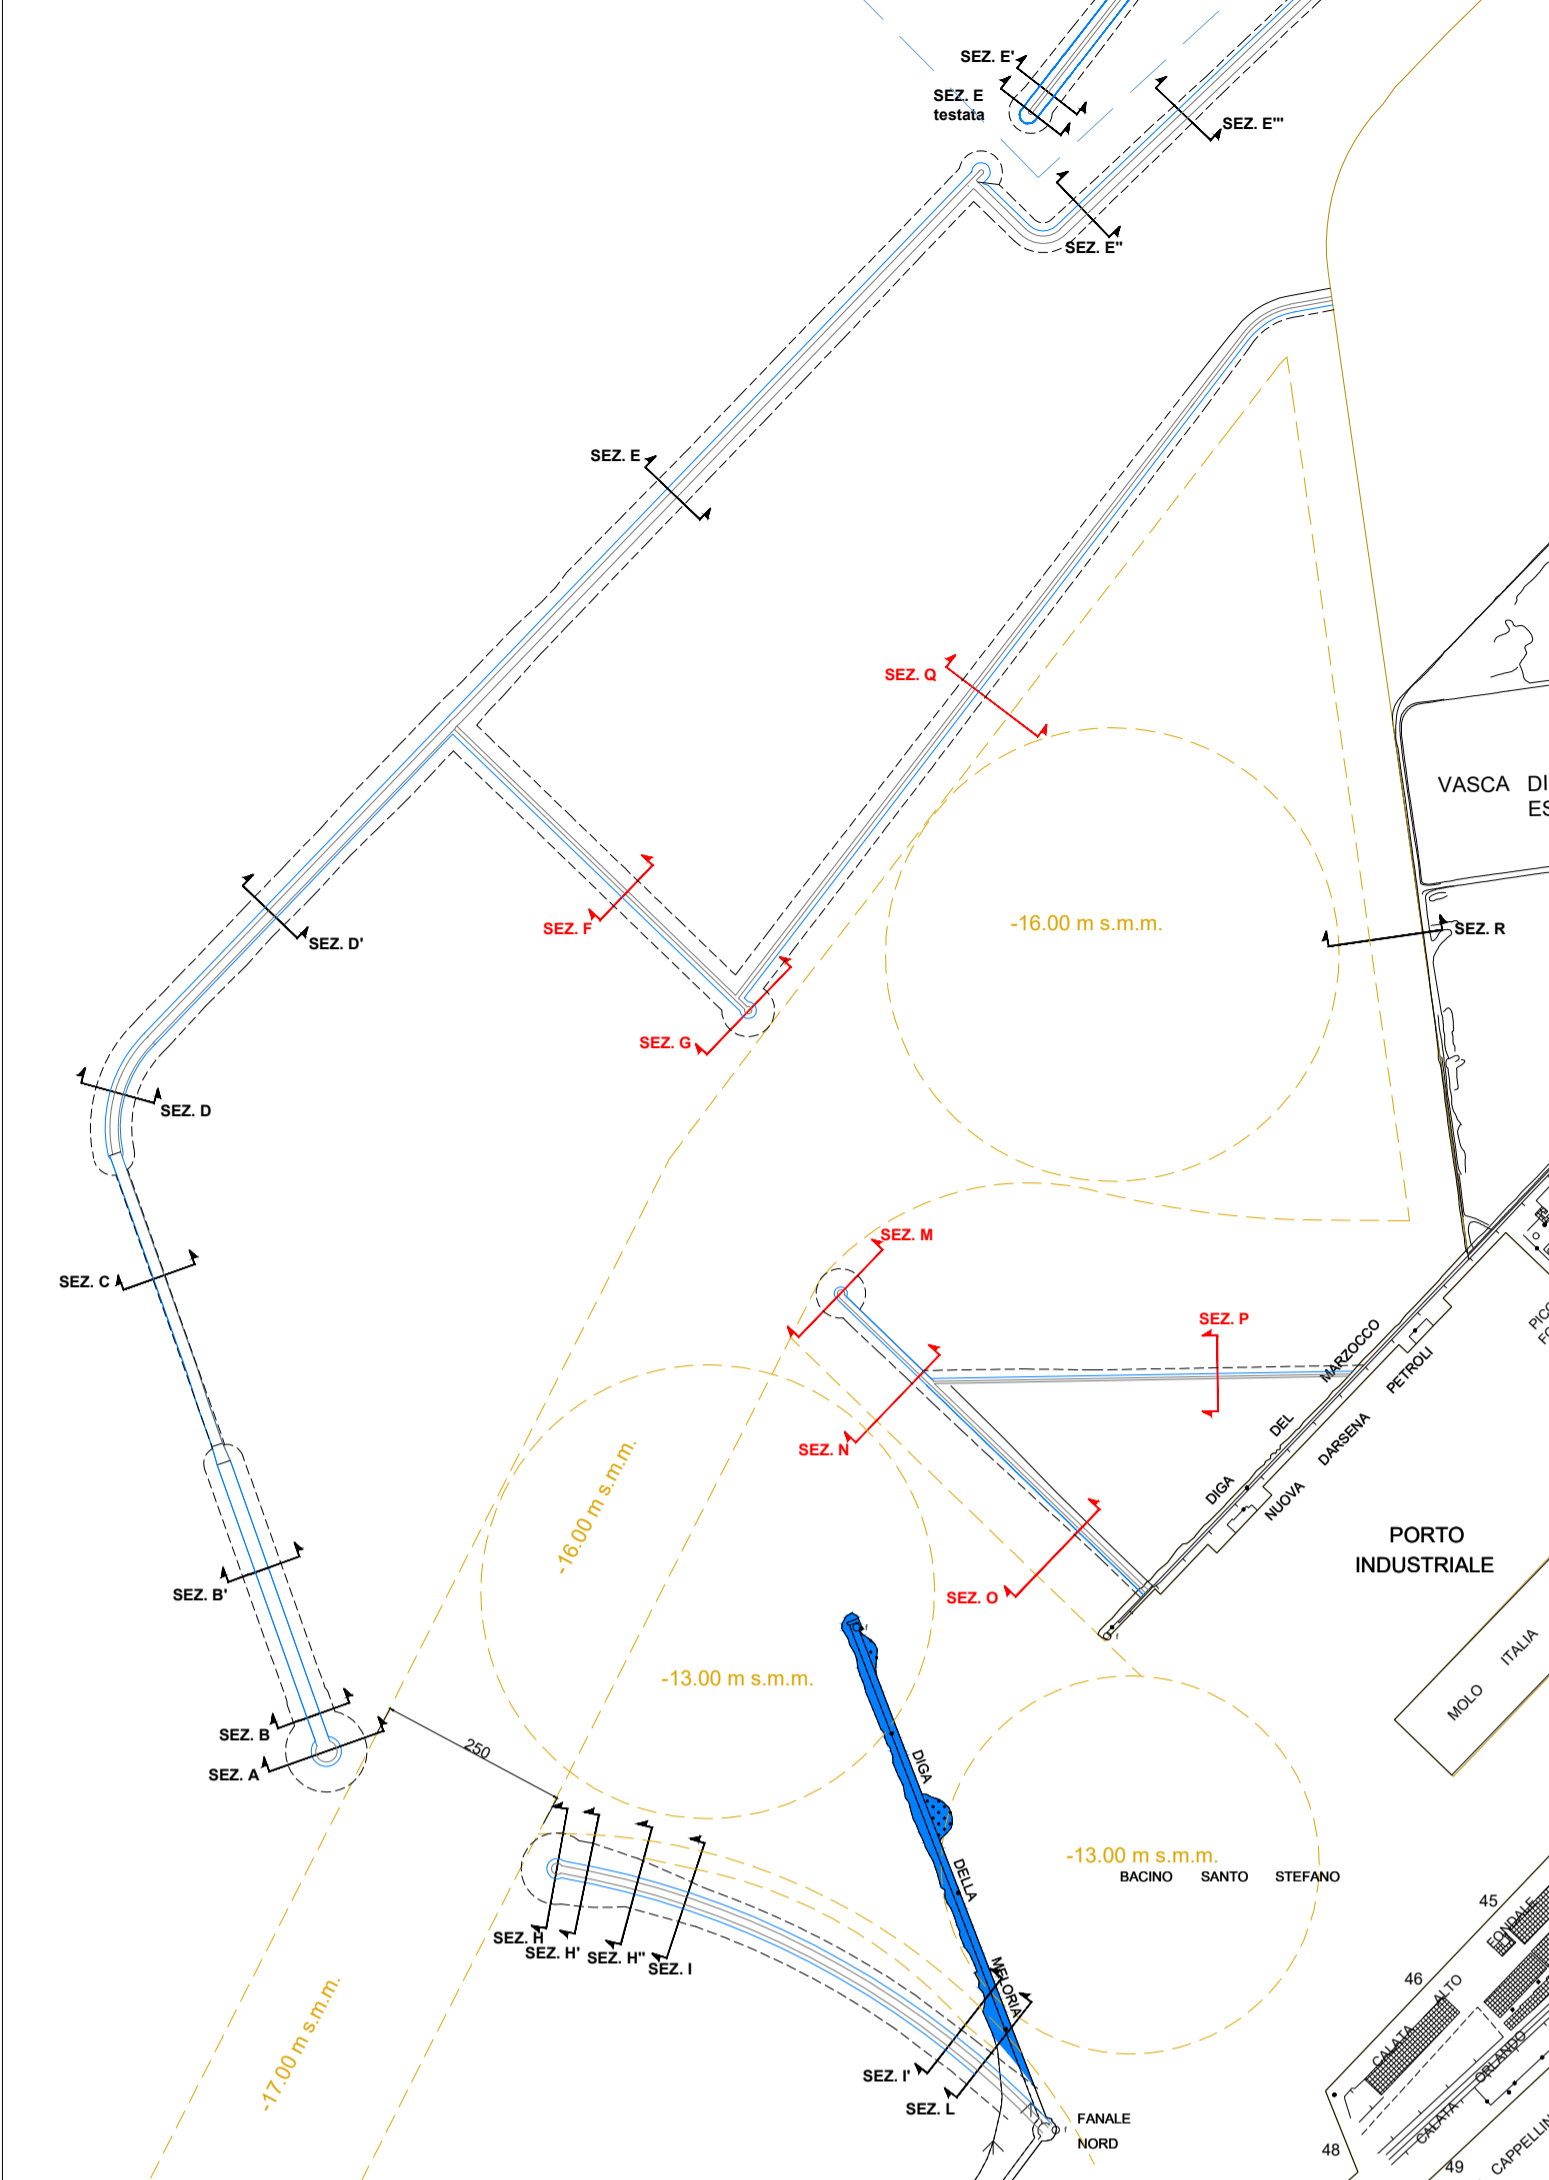 SEZ. E'
SEZ. E
testata
SEZ. E'''
SEZ. E''
SEZ. E
SEZ. Q
VASCA DI
SEZ. F
-16.00 m s.m.m.
SEZ. R
SEZ. D'
SEZ. G
SEZ. D
SEZ. M
SEZ. C
SEZ. P
DIGA DEL MARZOCCO
NUOVA DARSENA PETROLI
SEZ. N
-16.00 m s.m.m.
PORTO
INDUSTRIALE
SEZ. B'
SEZ. O
MOLO ITALIA
-13.00 m s.m.m.
SEZ. B
250
SEZ. A
DIGA DELLA MELORIA
-13.00 m s.m.m.
BACINO SANTO STEFANO
45
FONDALE
SEZ. H
SEZ. H'
SEZ. H''
SEZ. I
46
CALATA ALTO
-17.00 m s.m.m.
SEZ. I'
SEZ. L
CALATA ORLANDO
FANALE
NORD
48
49